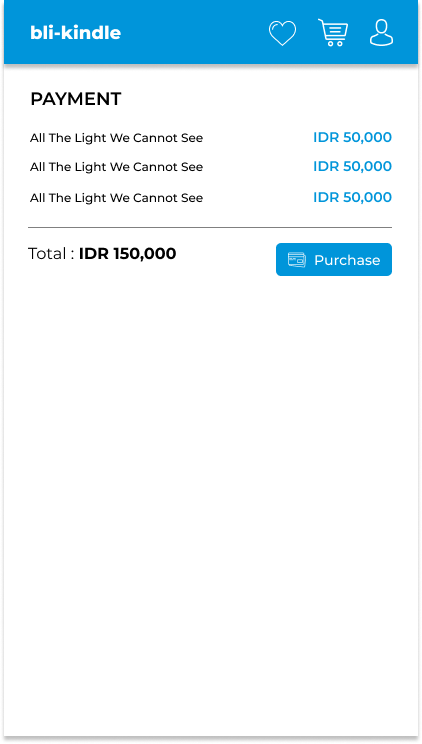 bli-kindle
PAYMENT
All The Light We Cannot See IDR 50,000
All The Light We Cannot See IDR 50,000
All The Light We Cannot See IDR 50,000
Total : IDR 150,000 Purchase